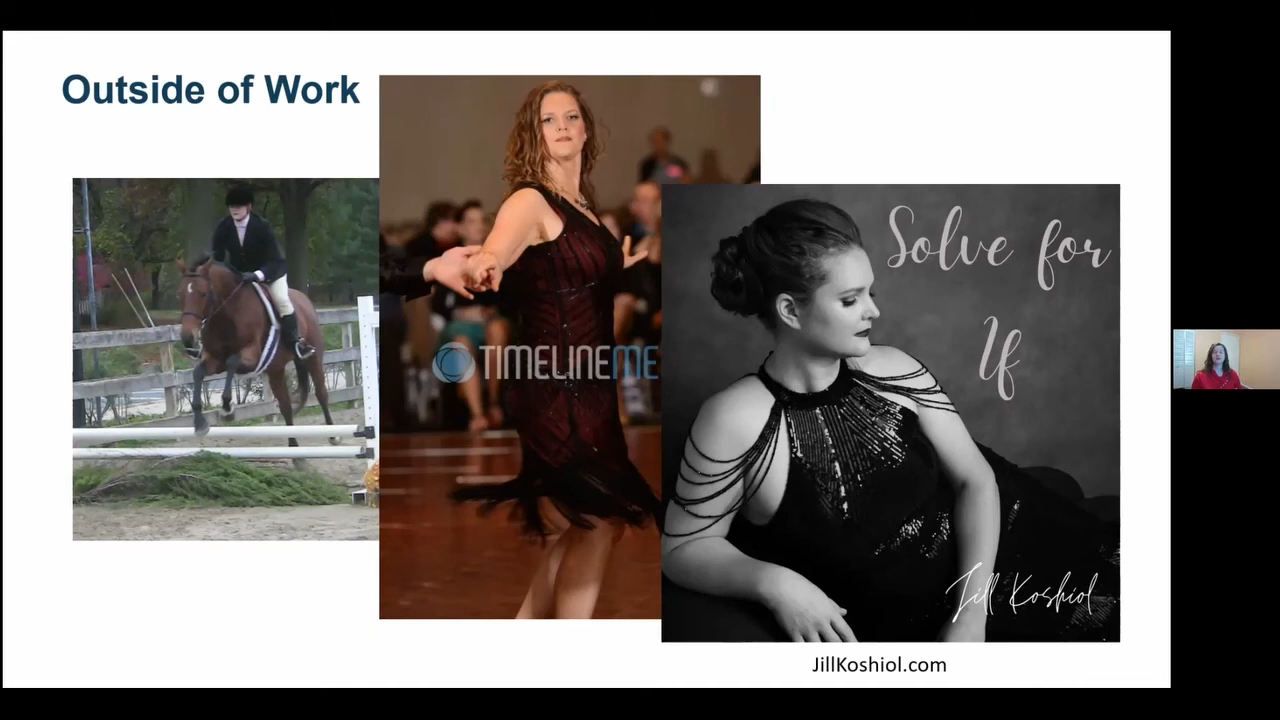 Outside of Work
TIMELINEME
Solve for
If
Jill Koshiol
JillKoshiol.com